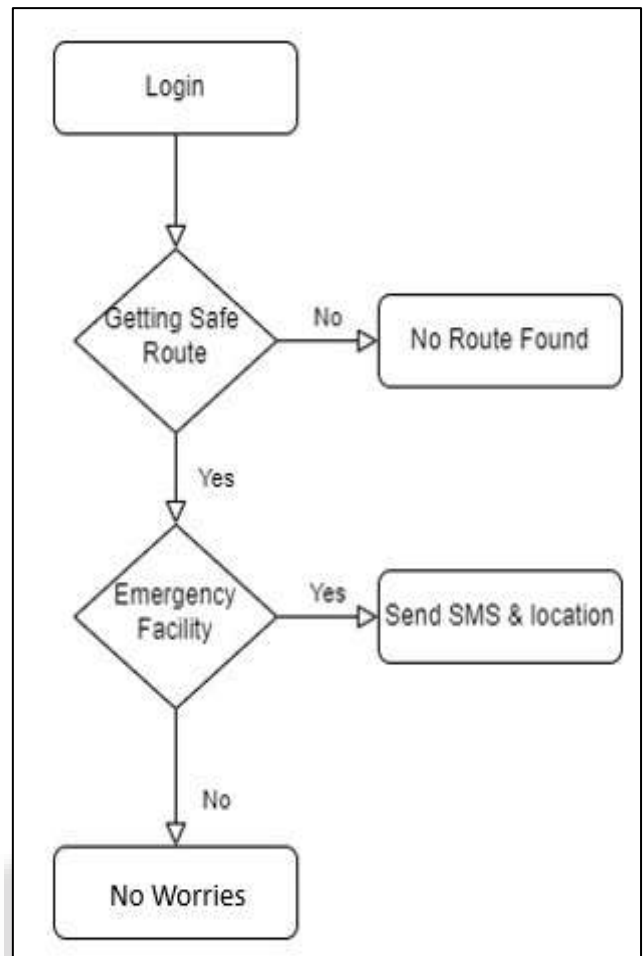 Login
Getting Safe
Route
No
No Route Found
Yes
Emergency
Facility
Yes
Send SMS & location
No
No Worries